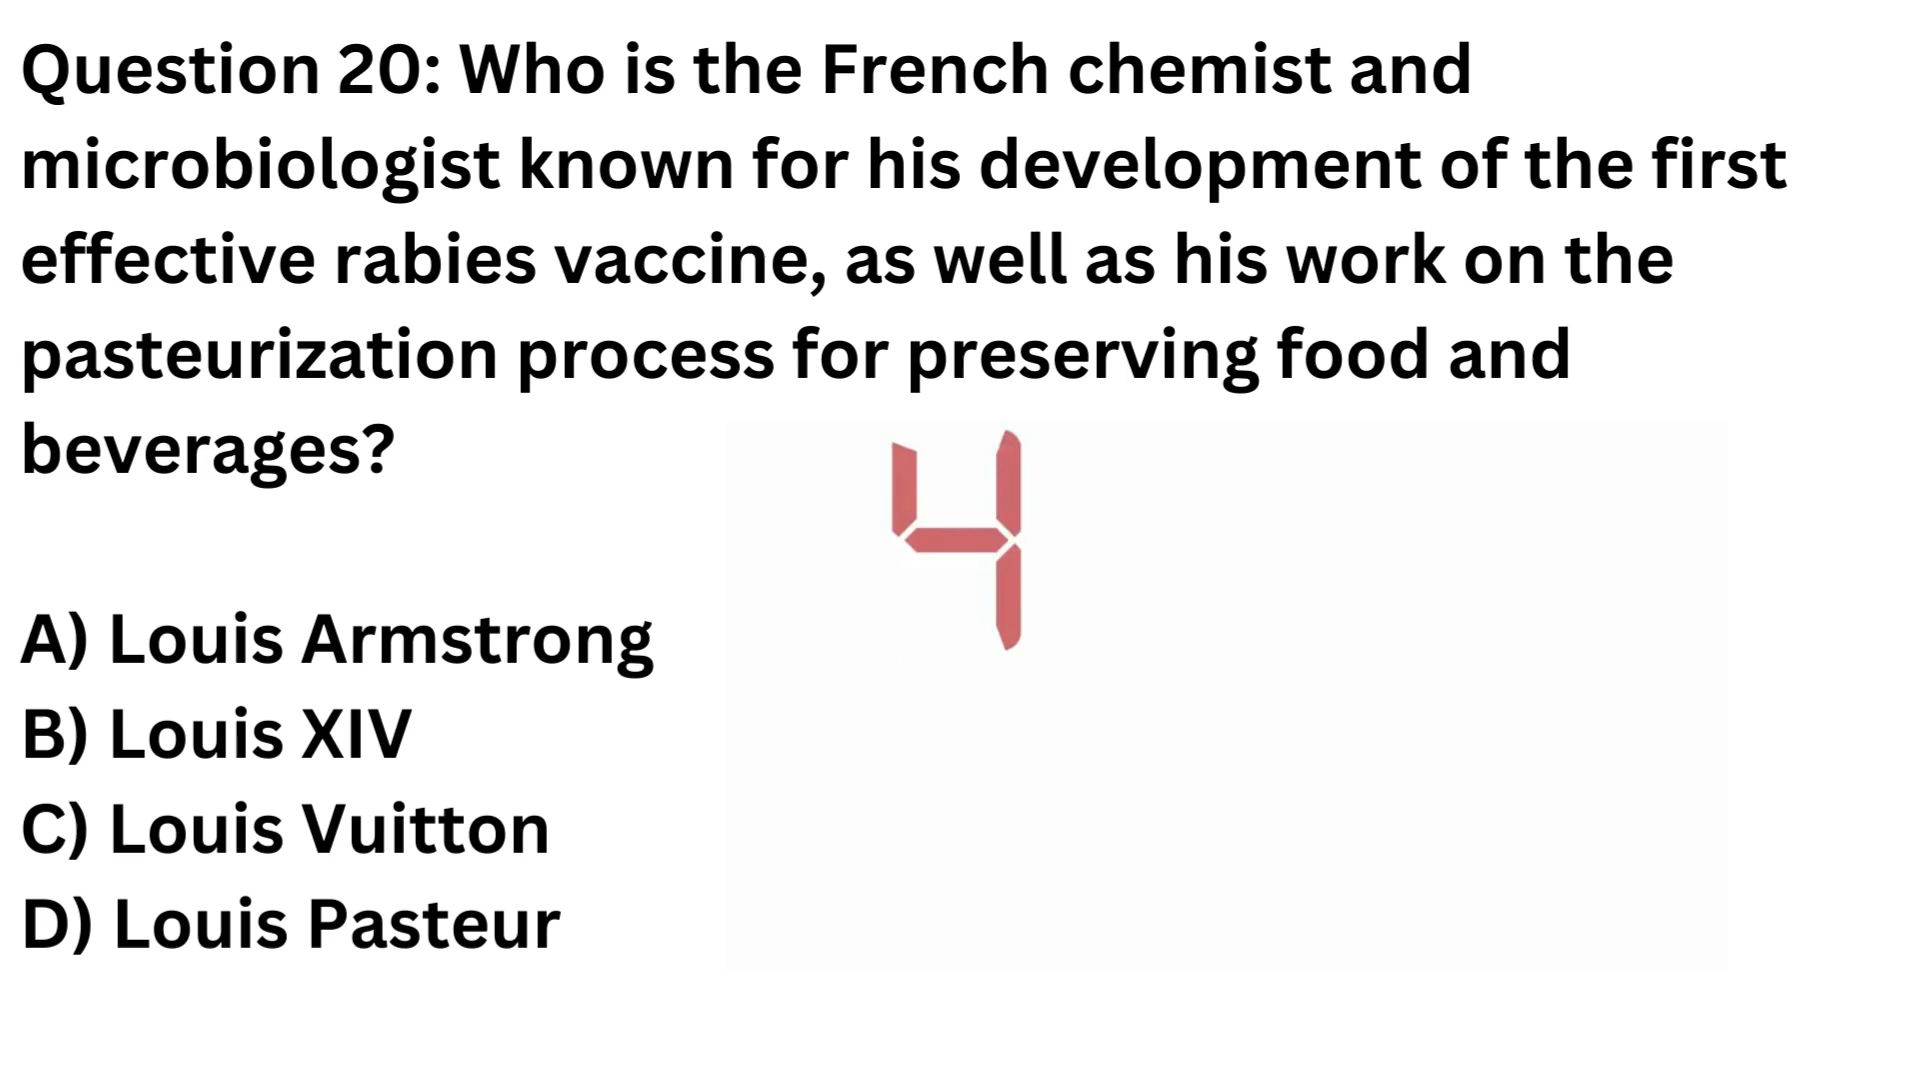 Question 20: Who is the French chemist and
microbiologist known for his development of the first
effective rabies vaccine, as well as his work on the
pasteurization process for preserving food and
beverages?
4
A) Louis Armstrong
B) Louis XIV
C) Louis Vuitton
D) Louis Pasteur